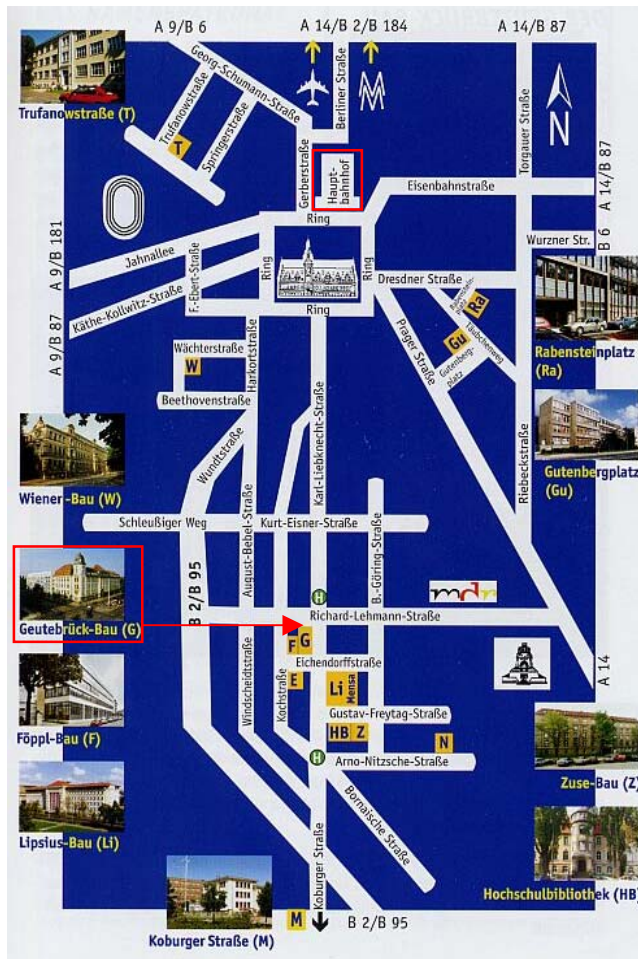 A 9/B 6
A 14/B 2/B 184
A 14/B 87
Georg-Schumann-Straße
Berliner Straße
Torgauer Straße
Trufanowstraße (T)
Trufanowstraße
Springerstraße
T
N
Gerberstraße
Haupt-
bahnhof
Eisenbahnstraße
A 14/B 87
Ring
B 6
A 9/B 181
Jahnallee
F.-Ebert-Straße
Ring
Ring
Wurzner Str.
Dresdner Straße
Käthe-Kollwitz-Straße
Ring
A 9/B 87
Rabenstein-
platz
Ra
Täubchenweg
Gu
Gutenberg-
platz
Prager Straße
Rabensteinplatz
(Ra)
Wächterstraße
W
Harkortstraße
Beethovenstraße
Karl-Liebknecht-Straße
Wundtstraße
Riebeckstraße
Gutenbergplatz
(Gu)
Wiener-Bau (W)
Schleußiger Weg
Kurt-Eisner-Straße
August-Bebel-Straße
B.-Göring-Straße
B 2/B 95
mdr
H
Richard-Lehmann-Straße
Geutebrück-Bau (G)
F
G
Eichendorffstraße
E
Li
Mensa
A 14
Windscheidtstraße
Kochstraße
Gustav-Freytag-Straße
HB
Z
N
Föppl-Bau (F)
H
Arno-Nitzsche-Straße
Zuse-Bau (Z)
Lipsius-Bau (Li)
Bornaische Straße
Koburger Straße
Hochschulbibliothek (HB)
M
B 2/B 95
Koburger Straße (M)